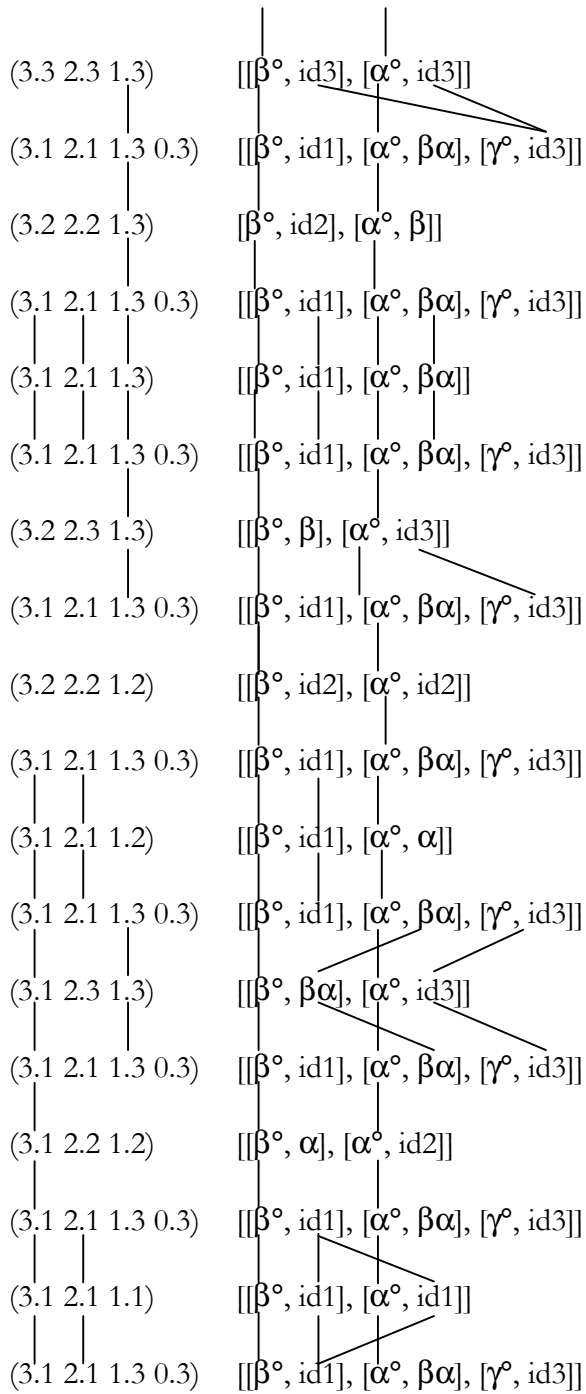 (3.3 2.3 1.3) [[β°, id3], [α°, id3]]
(3.1 2.1 1.3 0.3) [[β°, id1], [α°, βα], [γ°, id3]]
(3.2 2.2 1.3) [β°, id2], [α°, β]]
(3.1 2.1 1.3 0.3) [[β°, id1], [α°, βα], [γ°, id3]]
(3.1 2.1 1.3) [[β°, id1], [α°, βα]]
(3.1 2.1 1.3 0.3) [[β°, id1], [α°, βα], [γ°, id3]]
(3.2 2.3 1.3) [[β°, β], [α°, id3]]
(3.1 2.1 1.3 0.3) [[β°, id1], [α°, βα], [γ°, id3]]
(3.2 2.2 1.2) [[β°, id2], [α°, id2]]
(3.1 2.1 1.3 0.3) [[β°, id1], [α°, βα], [γ°, id3]]
(3.1 2.1 1.2) [[β°, id1], [α°, α]]
(3.1 2.1 1.3 0.3) [[β°, id1], [α°, βα], [γ°, id3]]
(3.1 2.3 1.3) [[β°, βα], [α°, id3]]
(3.1 2.1 1.3 0.3) [[β°, id1], [α°, βα], [γ°, id3]]
(3.1 2.2 1.2) [[β°, α], [α°, id2]]
(3.1 2.1 1.3 0.3) [[β°, id1], [α°, βα], [γ°, id3]]
(3.1 2.1 1.1) [[β°, id1], [α°, id1]]
(3.1 2.1 1.3 0.3) [[β°, id1], [α°, βα], [γ°, id3]]